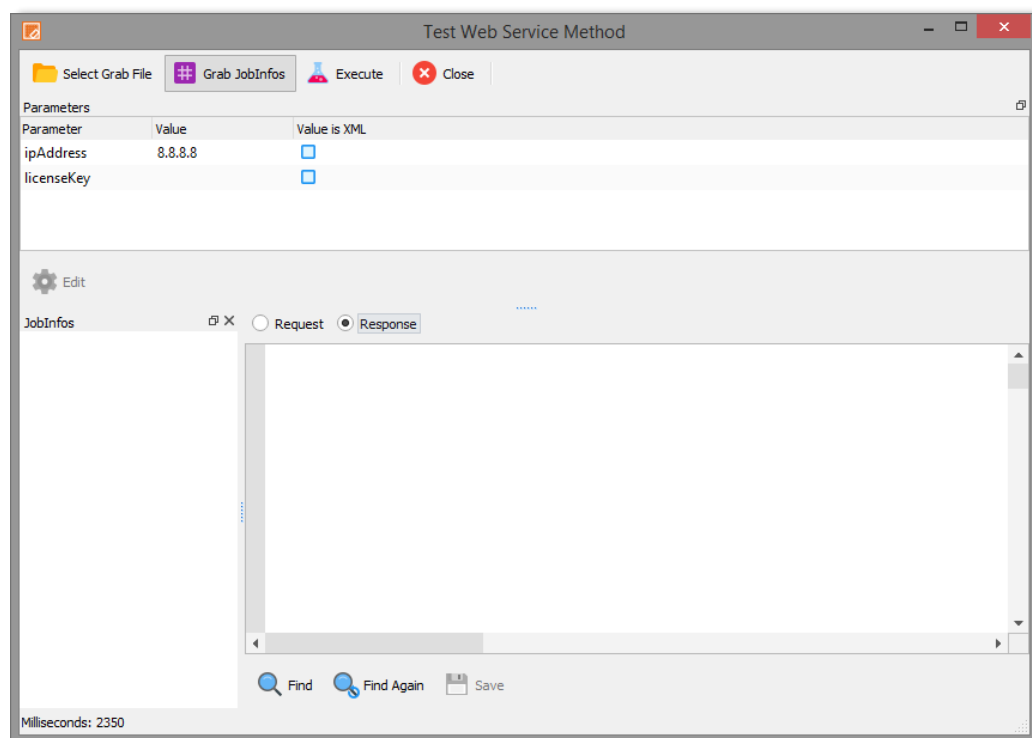 Test Web Service Method
Select Grab File Grab JobInfos Execute Close
Parameters
Parameter Value Value is XML
ipAddress 8.8.8.8
licenseKey
Edit
JobInfos Request Response
Find Find Again Save
Milliseconds: 2350